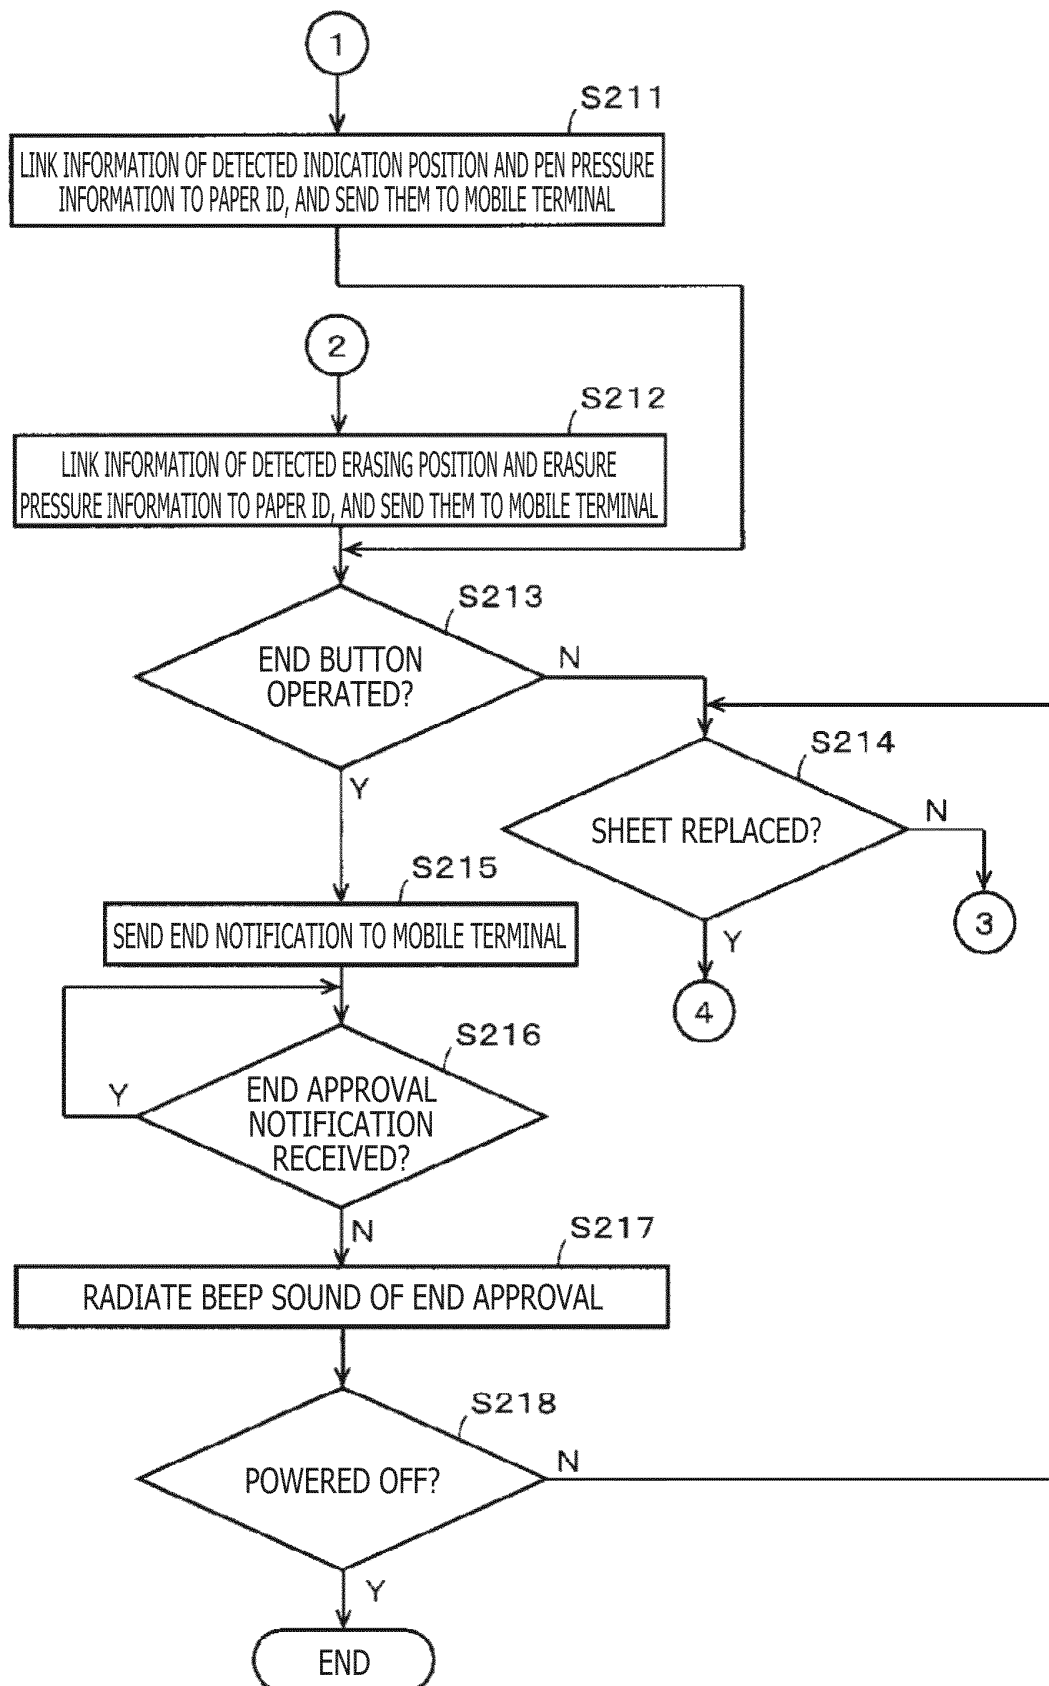 1
S211
LINK INFORMATION OF DETECTED INDICATION POSITION AND PEN PRESSURE
INFORMATION TO PAPER ID, AND SEND THEM TO MOBILE TERMINAL
2
S212
LINK INFORMATION OF DETECTED ERASING POSITION AND ERASURE
PRESSURE INFORMATION TO PAPER ID, AND SEND THEM TO MOBILE TERMINAL
S213
END BUTTON
OPERATED?
N
Y
S214
SHEET REPLACED?
N
3
Y
4
S215
SEND END NOTIFICATION TO MOBILE TERMINAL
S216
END APPROVAL
NOTIFICATION
RECEIVED?
Y
N
S217
RADIATE BEEP SOUND OF END APPROVAL
S218
POWERED OFF?
N
Y
END